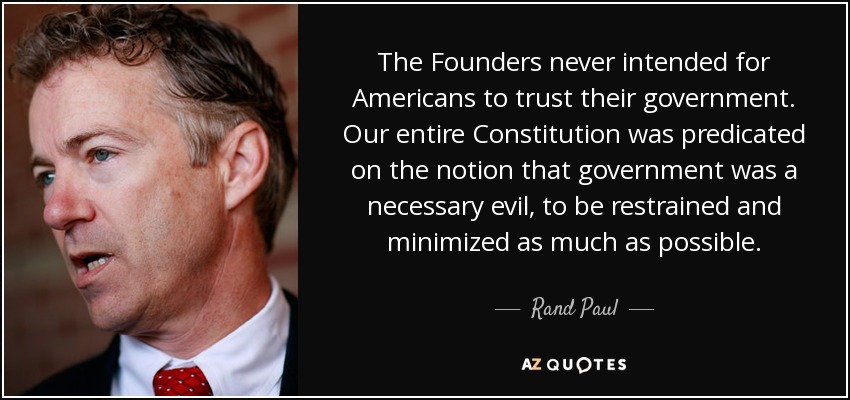 The Founders never intended for
Americans to trust their government.
Our entire Constitution was predicated
on the notion that government was a
necessary evil, to be restrained and
minimized as much as possible.
Rand Paul
AZ QUOTES